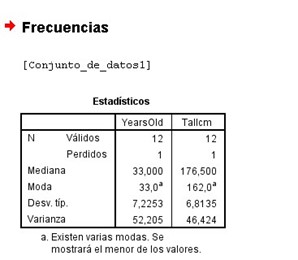 Frecuencias
[Conjunto_de_datos1]
Estadísticos
YearsOld Tallcm
N Válidos 12 12
Perdidos 1 1
Mediana 33,000 176,500
Moda 33,0a 162,0a
Desv. típ. 7,2253 6,8135
Varianza 52,205 46,424
a. Existen varias modas. Se
mostrará el menor de los valores.